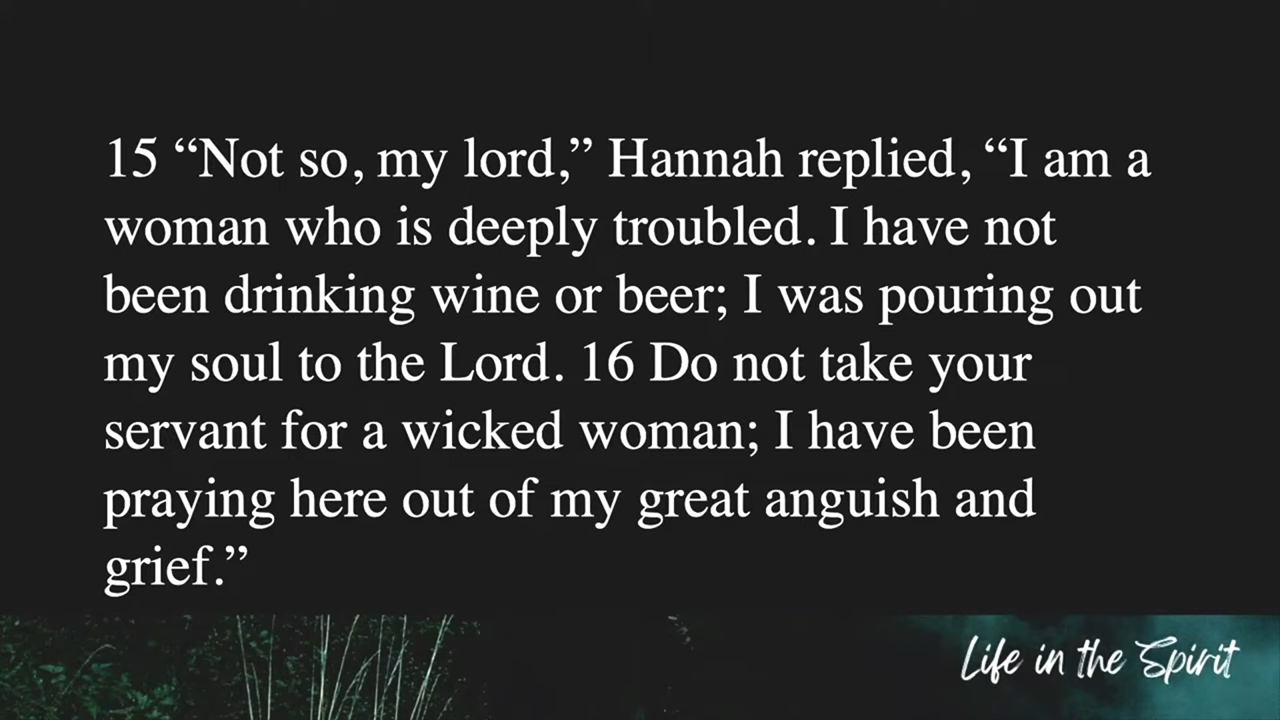 15 “Not so, my lord,” Hannah replied, “I am a
woman who is deeply troubled. I have not
been drinking wine or beer; I was pouring out
my soul to the Lord. 16 Do not take your
servant for a wicked woman; I have been
praying here out of my great anguish and
grief.”
Life in the Spirit